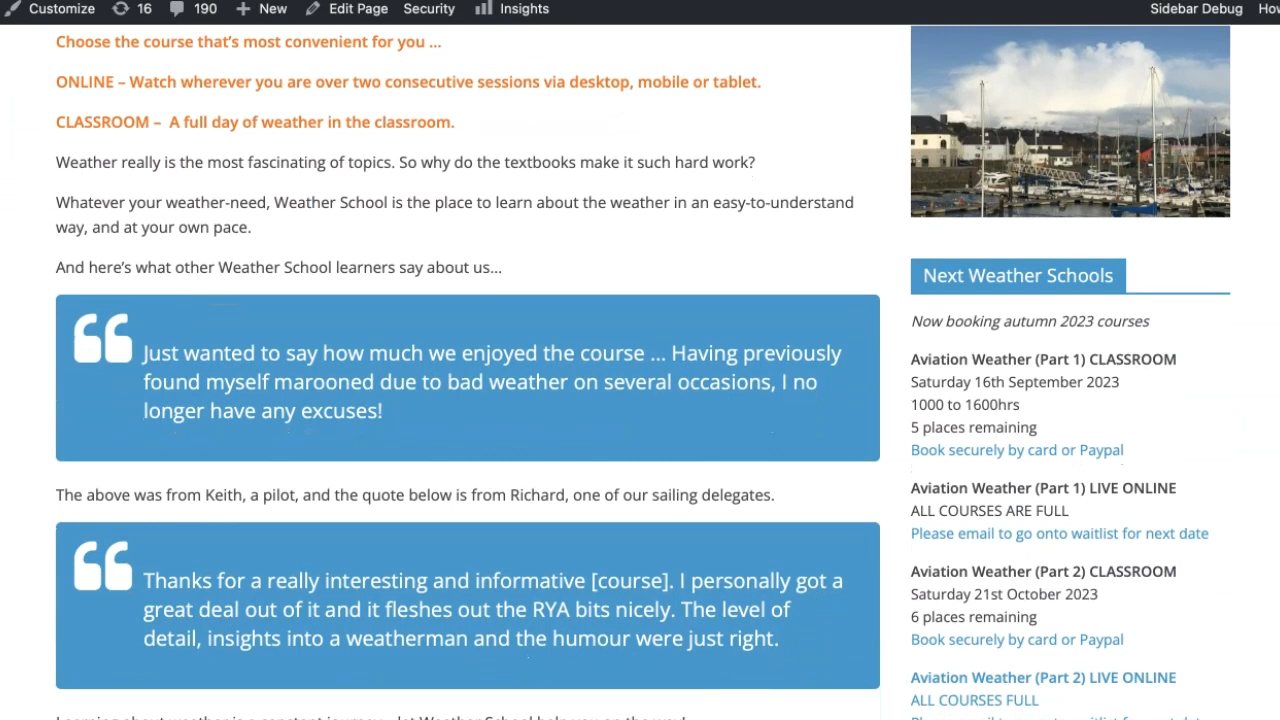 Customize 16 190 New Edit Page Security Insights Sidebar Debug How
Choose the course that's most convenient for you ...
ONLINE – Watch wherever you are over two consecutive sessions via desktop, mobile or tablet.
CLASSROOM – A full day of weather in the classroom.
Weather really is the most fascinating of topics. So why do the textbooks make it such hard work?
Whatever your weather-need, Weather School is the place to learn about the weather in an easy-to-understand
way, and at your own pace.
And here's what other Weather School learners say about us...
Just wanted to say how much we enjoyed the course ... Having previously
found myself marooned due to bad weather on several occasions, I no
longer have any excuses!
The above was from Keith, a pilot, and the quote below is from Richard, one of our sailing delegates.
Thanks for a really interesting and informative [course]. I personally got a
great deal out of it and it fleshes out the RYA bits nicely. The level of
detail, insights into a weatherman and the humour were just right.
Next Weather Schools
Now booking autumn 2023 courses
Aviation Weather (Part 1) CLASSROOM
Saturday 16th September 2023
1000 to 1600hrs
5 places remaining
Book securely by card or Paypal
Aviation Weather (Part 1) LIVE ONLINE
ALL COURSES ARE FULL
Please email to go onto waitlist for next date
Aviation Weather (Part 2) CLASSROOM
Saturday 21st October 2023
6 places remaining
Book securely by card or Paypal
Aviation Weather (Part 2) LIVE ONLINE
ALL COURSES FULL